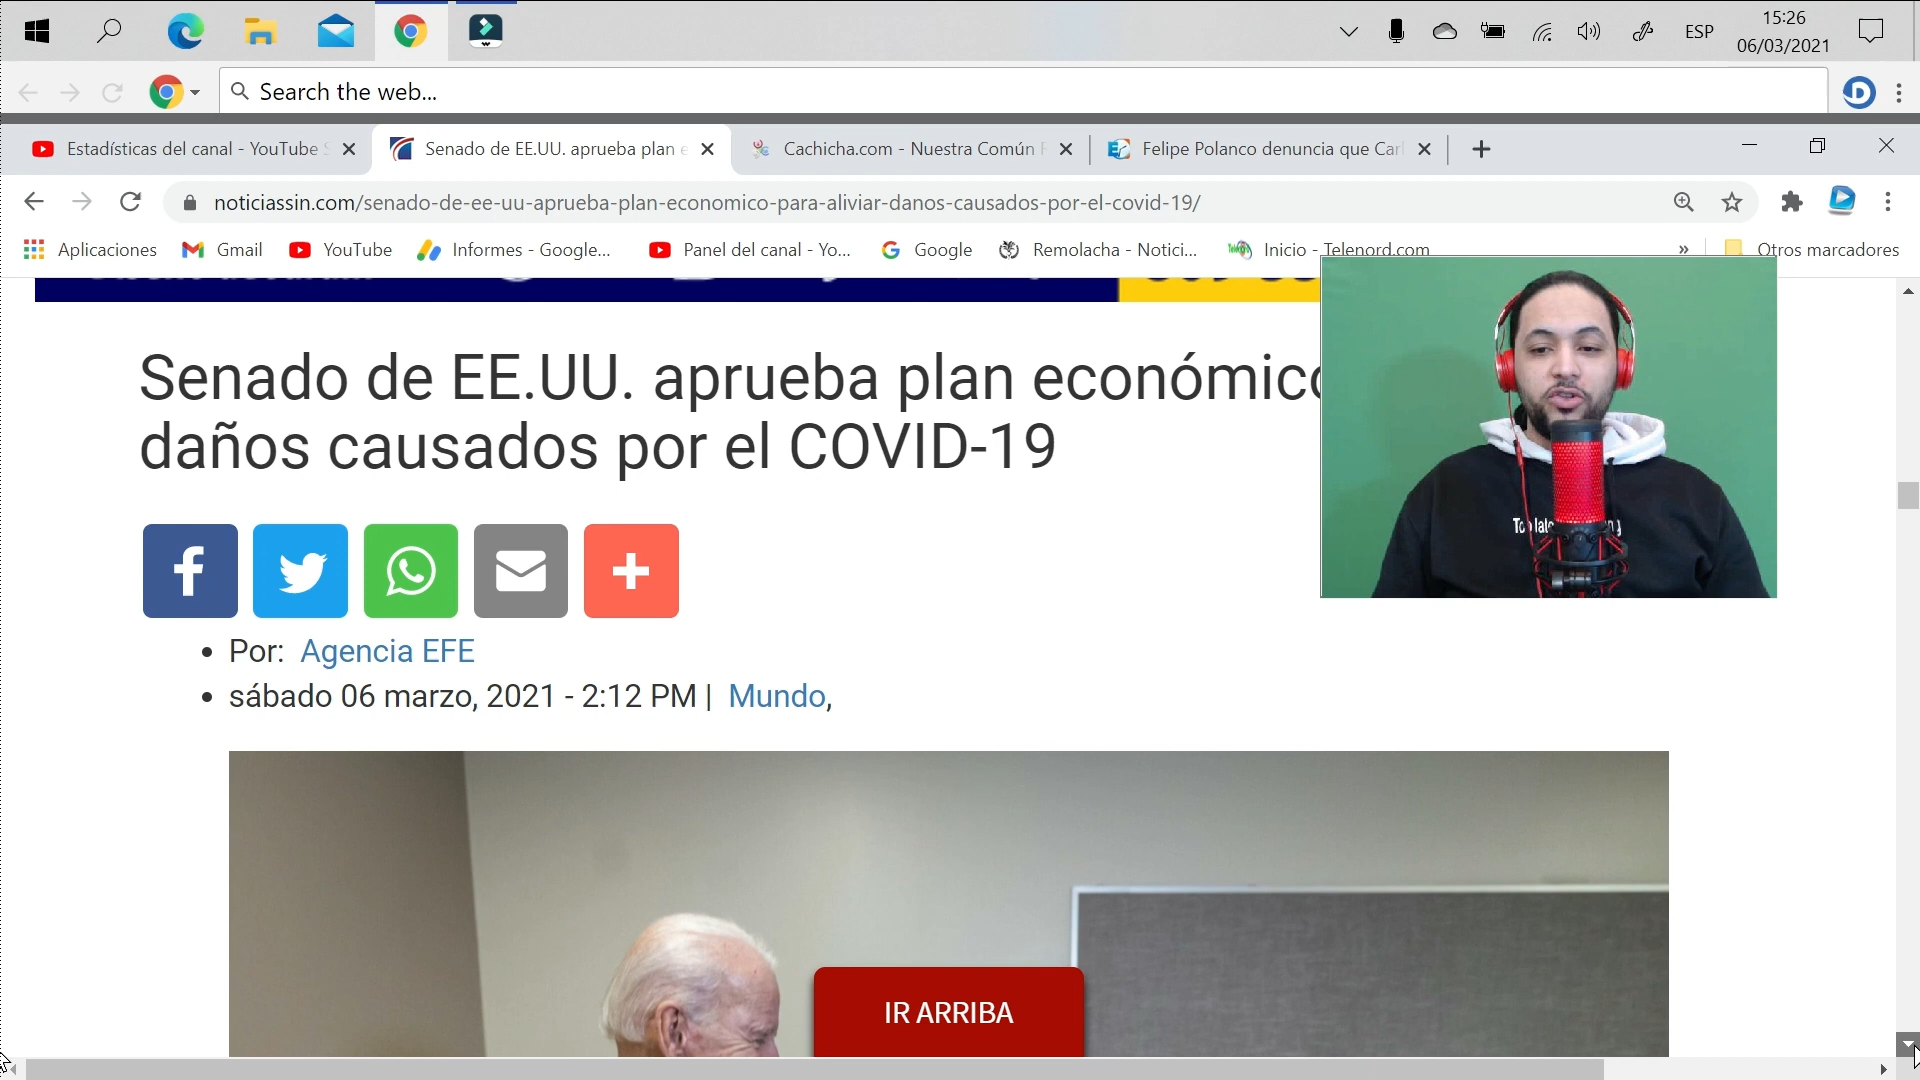 ESP
15:26
06/03/2021
Search the web...
Estadísticas del canal - YouTube
Senado de EE.UU. aprueba plan e
Cachicha.com - Nuestra Común
Felipe Polanco denuncia que Carl
noticiassin.com/senado-de-ee-uu-aprueba-plan-economico-para-aliviar-danos-causados-por-el-covid-19/
Aplicaciones
Gmail
YouTube
Informes - Google...
Panel del canal - Yo...
Google
Remolacha - Notici...
Inicio - Telenord.com
»
Otros marcadores
Senado de EE.UU. aprueba plan económico
daños causados por el COVID-19
Por: Agencia EFE
sábado 06 marzo, 2021 - 2:12 PM | Mundo,
IR ARRIBA